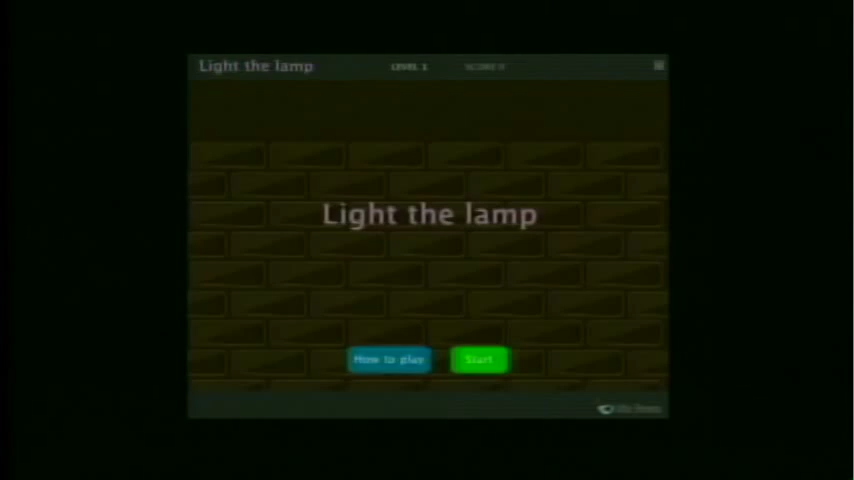 Light the lamp
LEVEL 1
SCORE 0
Light the lamp
How to play
Start